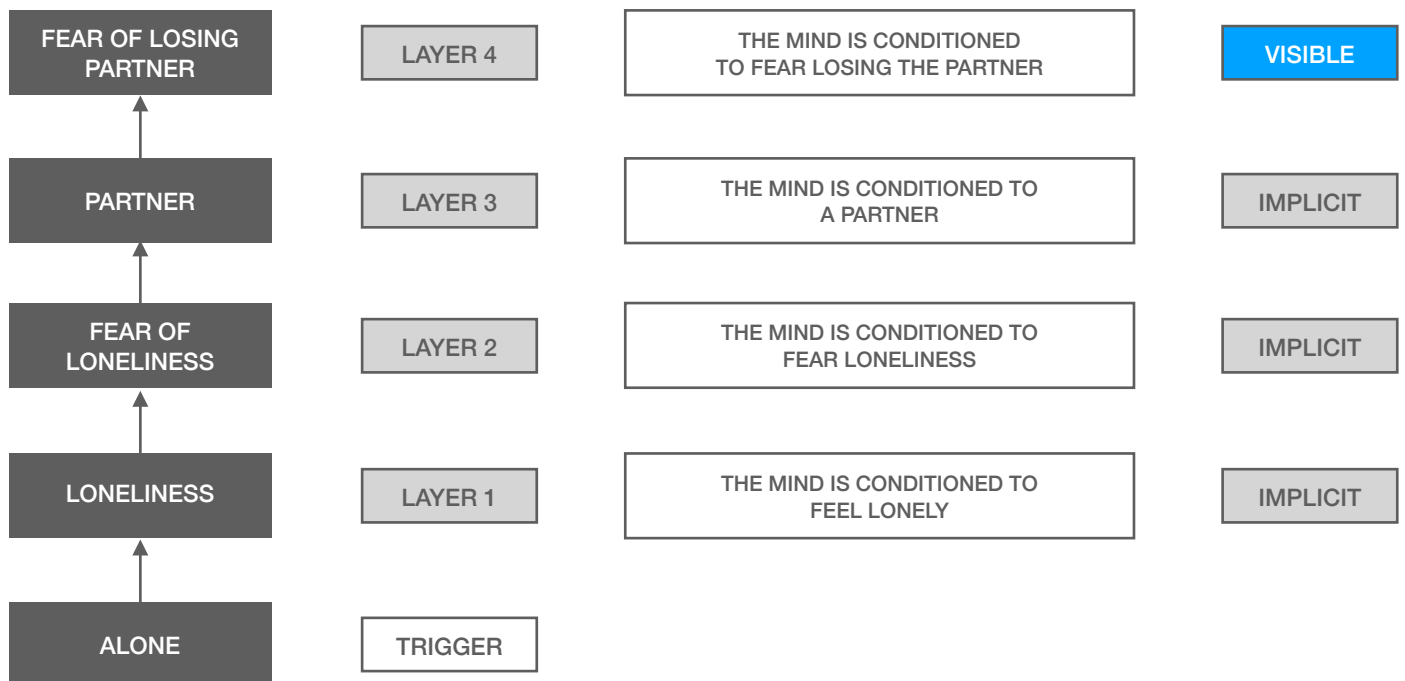 FEAR OF LOSING
PARTNER
LAYER 4
THE MIND IS CONDITIONED
TO FEAR LOSING THE PARTNER
VISIBLE
PARTNER
LAYER 3
THE MIND IS CONDITIONED TO
A PARTNER
IMPLICIT
FEAR OF
LONELINESS
LAYER 2
THE MIND IS CONDITIONED TO
FEAR LONELINESS
IMPLICIT
LONELINESS
LAYER 1
THE MIND IS CONDITIONED TO
FEEL LONELY
IMPLICIT
ALONE
TRIGGER